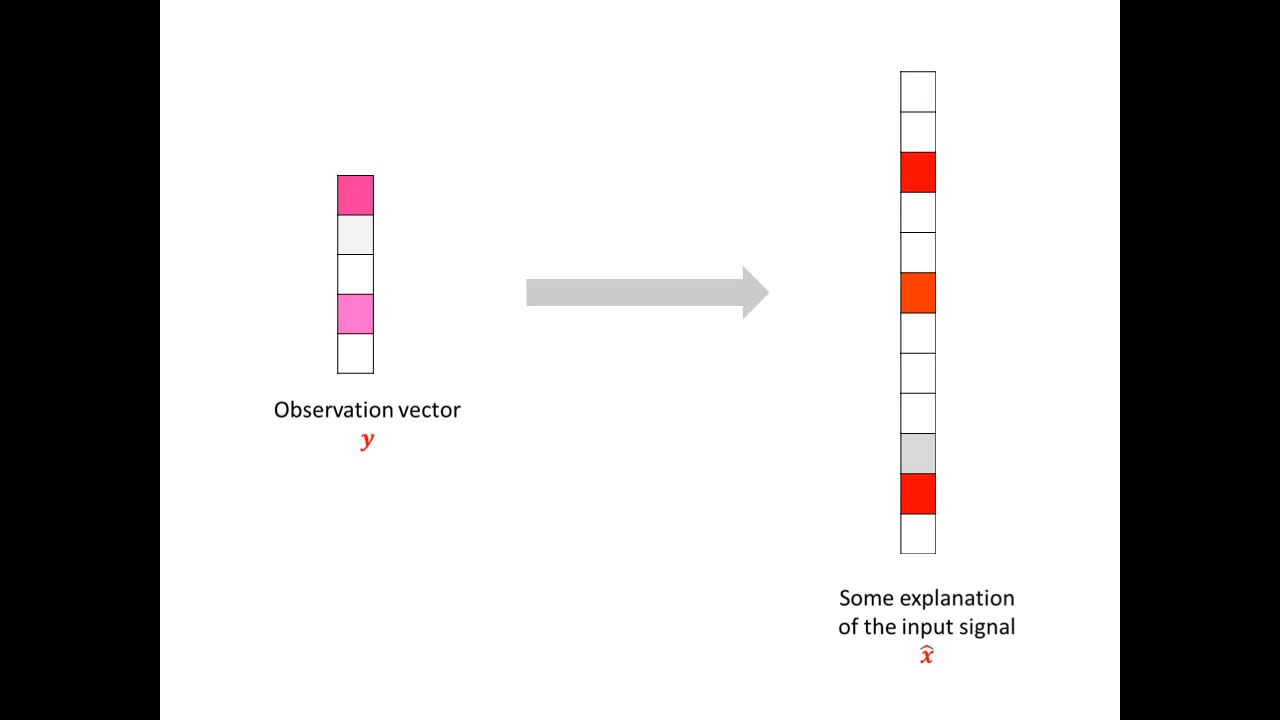 Observation vector
y
Some explanation
of the input signal
x̂